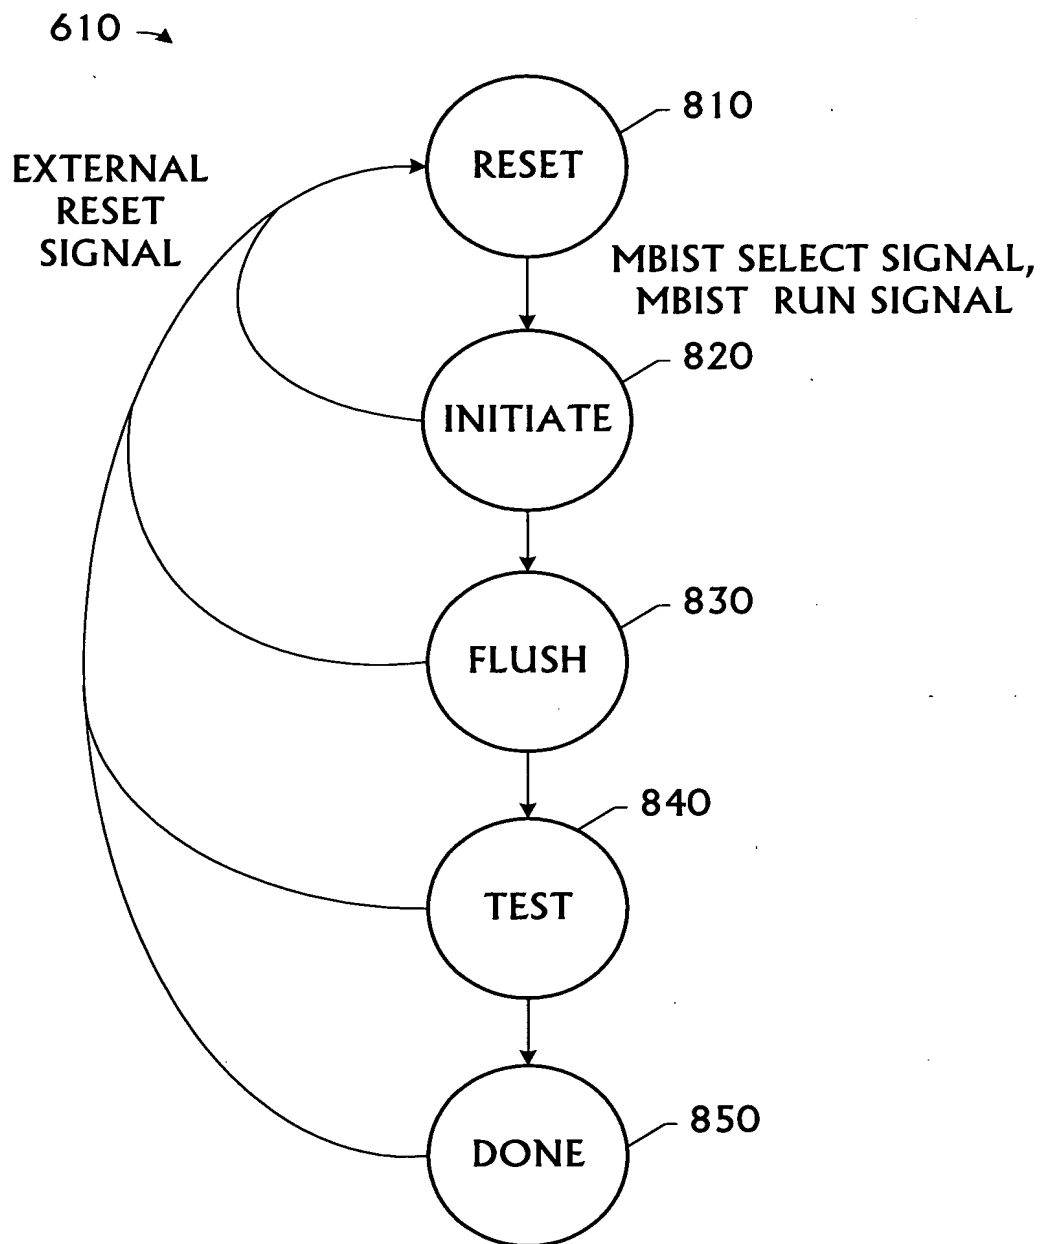 610
810
RESET
EXTERNAL
RESET
SIGNAL
MBIST SELECT SIGNAL,
MBIST RUN SIGNAL
820
INITIATE
830
FLUSH
840
TEST
850
DONE